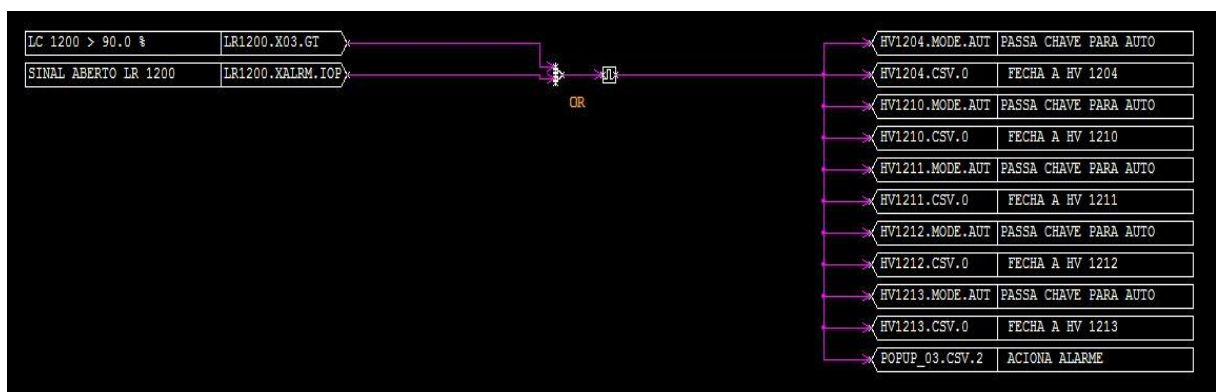 LC 1200 > 90.0 % LR1200.X03.GT
SINAL ABERTO LR 1200 LR1200.XALRM.IOP
OR
HV1204.MODE.AUT PASSA CHAVE PARA AUTO
HV1204.CSV.0 FECHA A HV 1204
HV1210.MODE.AUT PASSA CHAVE PARA AUTO
HV1210.CSV.0 FECHA A HV 1210
HV1211.MODE.AUT PASSA CHAVE PARA AUTO
HV1211.CSV.0 FECHA A HV 1211
HV1212.MODE.AUT PASSA CHAVE PARA AUTO
HV1212.CSV.0 FECHA A HV 1212
HV1213.MODE.AUT PASSA CHAVE PARA AUTO
HV1213.CSV.0 FECHA A HV 1213
POPUP_03.CSV.2 ACIONA ALARME